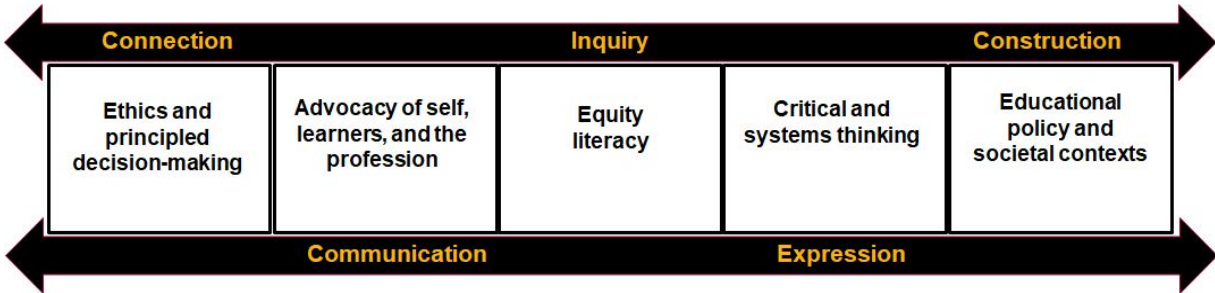 Connection Inquiry Construction
Ethics and
principled
decision-making
Advocacy of self,
learners, and the
profession
Equity
literacy
Critical and
systems thinking
Educational
policy and
societal contexts
Communication Expression